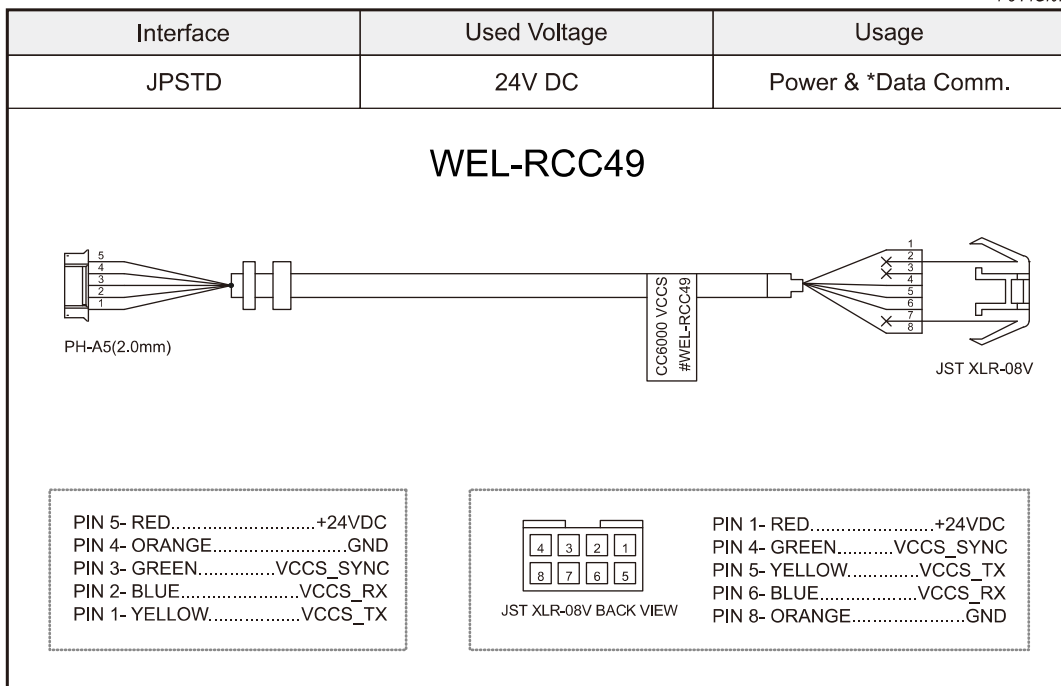 Interface Used Voltage Usage
JPSTD 24V DC Power & *Data Comm.
WEL-RCC49
5
4
3
2
1
PH-A5(2.0mm)
CC6000 VCCS
#WEL-RCC49
1
2
3
4
5
6
7
8
JST XLR-08V
PIN 5- RED..........................+24VDC
PIN 4- ORANGE........................GND
PIN 3- GREEN..............VCCS_SYNC
PIN 2- BLUE......................VCCS_RX
PIN 1- YELLOW.................VCCS_TX
4 3 2 1
8 7 6 5
JST XLR-08V BACK VIEW
PIN 1- RED.......................+24VDC
PIN 4- GREEN..........VCCS_SYNC
PIN 5- YELLOW.............VCCS_TX
PIN 6- BLUE..................VCCS_RX
PIN 8- ORANGE.....................GND